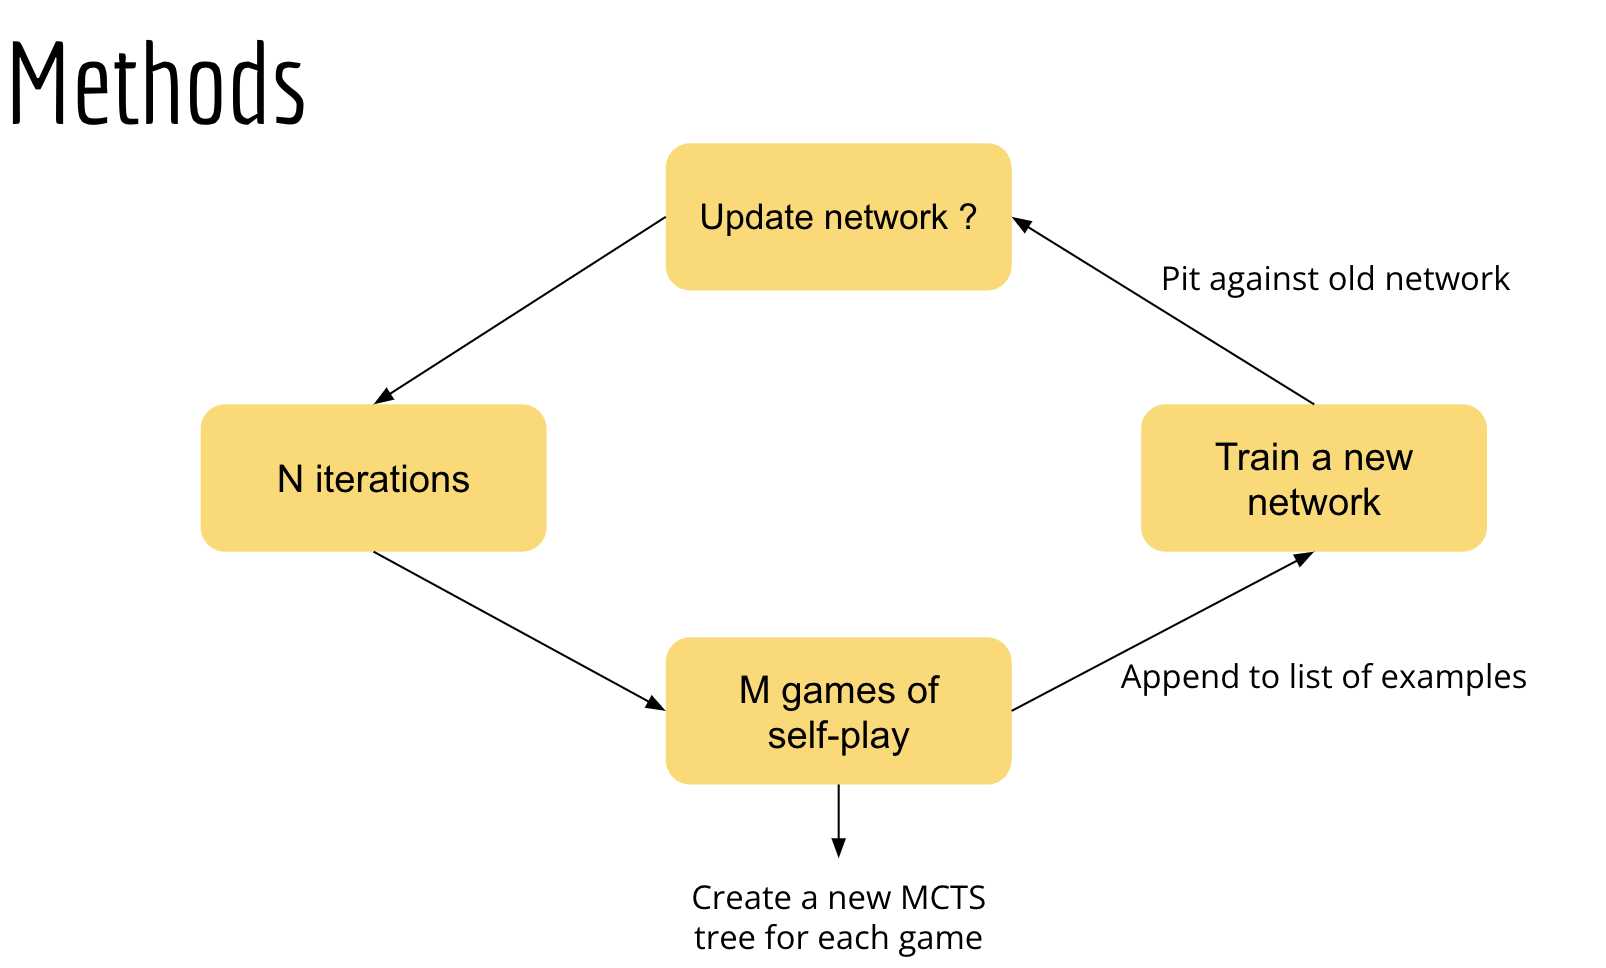 Methods
Update network ?
Pit against old network
N iterations
Train a new
network
M games of
self-play
Append to list of examples
Create a new MCTS
tree for each game